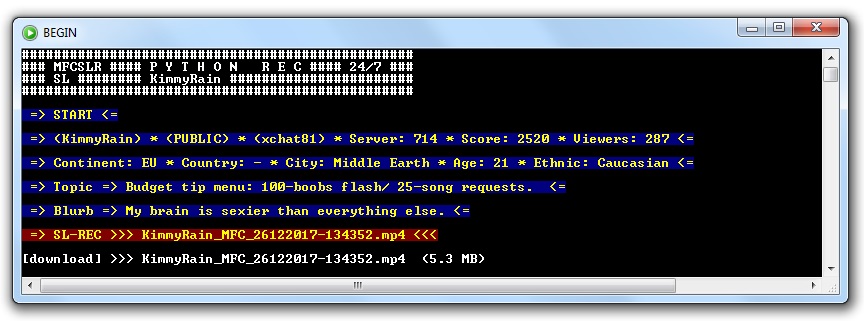 BEGIN
#################################################
### MFCSLR #### P Y T H O N   R E C #### 24/7 ###
### SL ######## KimmyRain #######################
#################################################
=> START <=
=> (KimmyRain) * (PUBLIC) * (xchat81) * Server: 714 * Score: 2520 * Viewers: 287 <=
=> Continent: EU * Country: - * City: Middle Earth * Age: 21 * Ethnic: Caucasian <=
=> Topic => Budget tip menu: 100-boobs flash/ 25-song requests.  <=
=> Blurb => My brain is sexier than everything else. <=
=> SL-REC >>> KimmyRain_MFC_26122017-134352.mp4 <<<
[download] >>> KimmyRain_MFC_26122017-134352.mp4  (5.3 MB)